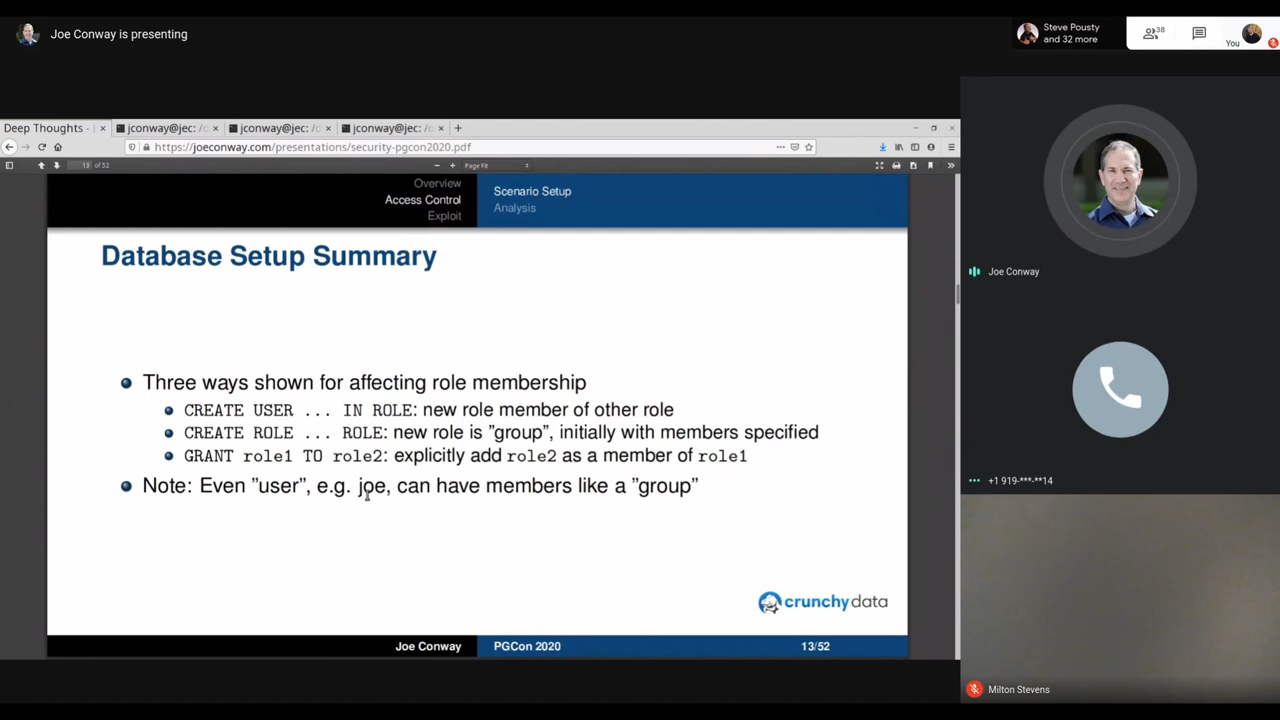 Joe Conway is presenting
Steve Pousty
and 32 more
38
You
Deep Thoughts -
jconway@jec: /
jconway@jec: /
jconway@jec: /
https://joeconway.com/presentations/security-pgcon2020.pdf
13 of 52
Page Fit
Overview
Access Control
Exploit
Scenario Setup
Analysis
Database Setup Summary
Three ways shown for affecting role membership
CREATE USER ... IN ROLE: new role member of other role
CREATE ROLE ... ROLE: new role is ”group”, initially with members specified
GRANT role1 TO role2: explicitly add role2 as a member of role1
Note: Even ”user”, e.g. joe, can have members like a ”group”
crunchydata
Joe Conway
PGCon 2020
13/52
Joe Conway
+1 919-***-**14
Milton Stevens